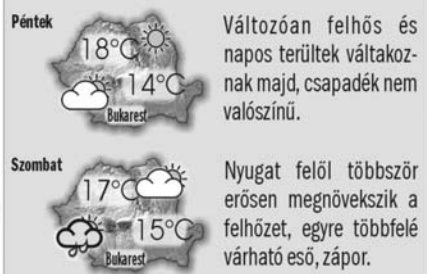 Péntek
18°C
14°C
Bukarest
Változóan felhős és
napos terültek váltakoz-
nak majd, csapadék nem
valószínű.
Szombat
17°C
15°C
Bukarest
Nyugat felől többször
erősen megnövekszik a
felhőzet, egyre többfelé
várható eső, zápor.